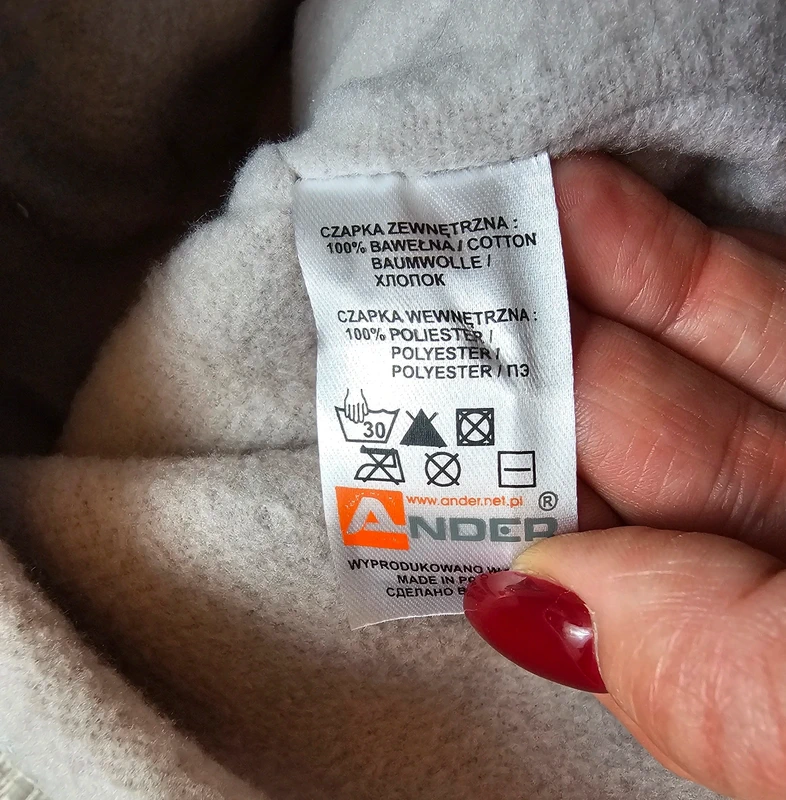 CZAPKA ZEWNĘTRZNA :
100% BAWEŁNA / COTTON
BAUMWOLLE /
ХЛОПОК
CZAPKA WEWNĘTRZNA :
100% POLIESTER /
POLYESTER /
POLYESTER / ПЭ
30
www.ander.net.pl ®
ANDER
WYPRODUKOWANO W
MADE IN
СДЕЛАНО В